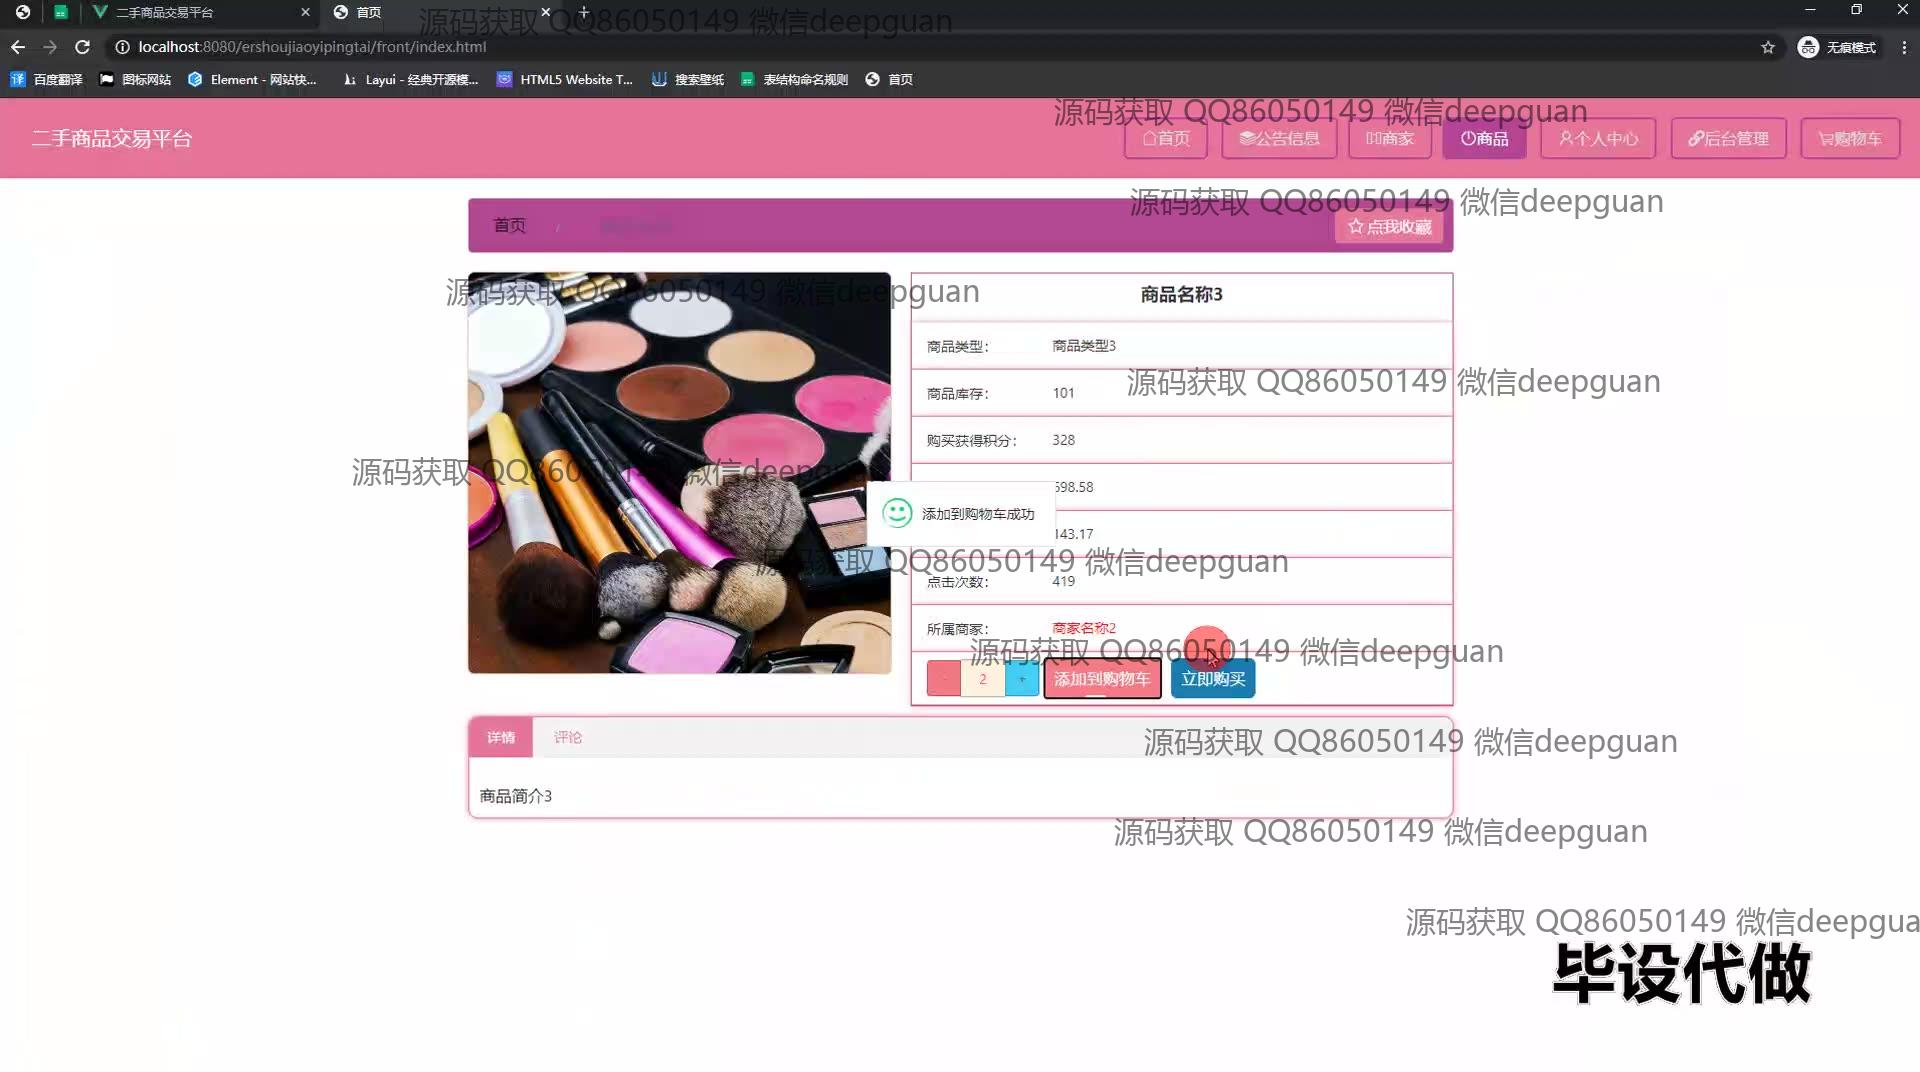 二手商品交易平台
首页
localhost:8080/ershoujiaoyipingtai/front/index.html
无痕模式
百度翻译
图标网站
Element - 网站快...
Layui - 经典开源模...
HTML5 Website T...
搜索壁纸
表结构命名规则
首页
二手商品交易平台
首页
公告信息
商家
商品
个人中心
后台管理
购物车
首页 /
点我收藏
商品名称3
商品类型： 商品类型3
商品库存： 101
购买获得积分： 328
598.58
143.17
点击次数： 419
所属商家： 商家名称2
- 2 + 添加到购物车 立即购买
添加到购物车成功
详情 评论
商品简介3
源码获取 QQ86050149 微信deepguan
源码获取 QQ86050149 微信deepguan
源码获取 QQ86050149 微信deepguan
源码获取 QQ86050149 微信deepguan
源码获取 QQ86050149 微信deepguan
源码获取 QQ86050149 微信deepguan
源码获取 QQ86050149 微信deepguan
源码获取 QQ86050149 微信deepguan
源码获取 QQ86050149 微信deepguan
源码获取 QQ86050149 微信deepguan
源码获取 QQ86050149 微信deepgua
毕设代做